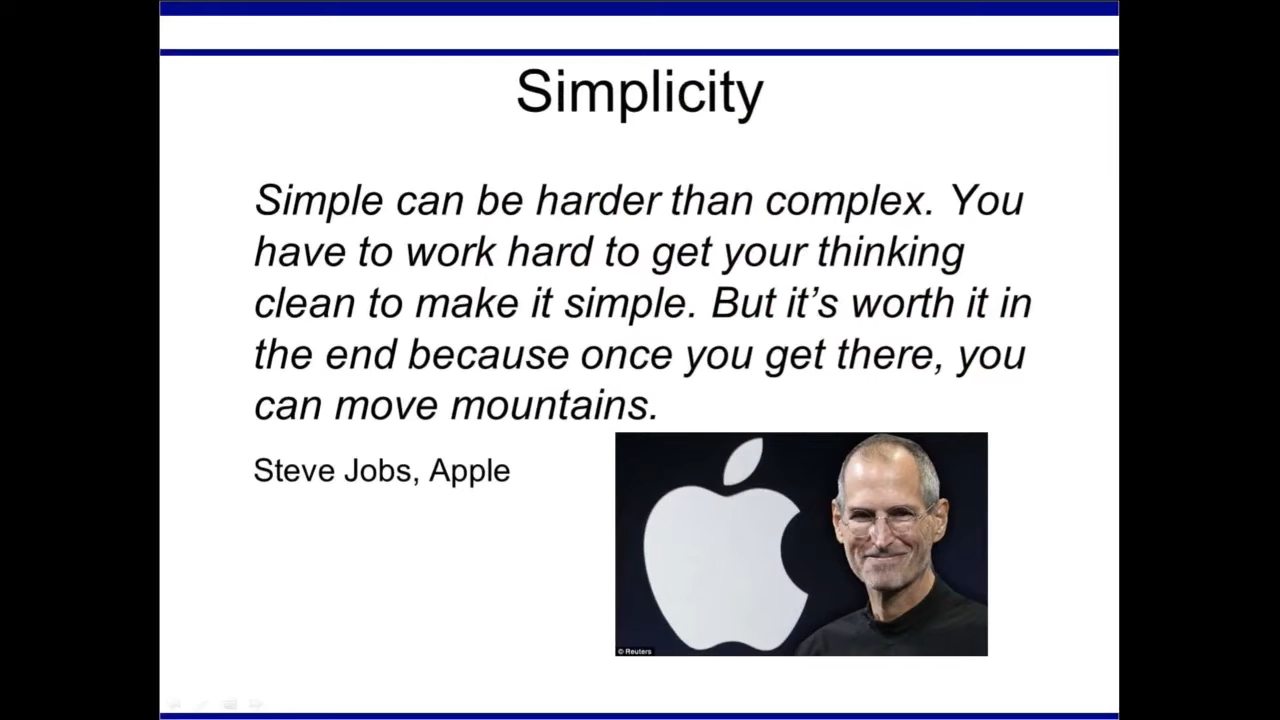 Simplicity
Simple can be harder than complex. You
have to work hard to get your thinking
clean to make it simple. But it’s worth it in
the end because once you get there, you
can move mountains.
Steve Jobs, Apple
© Reuters